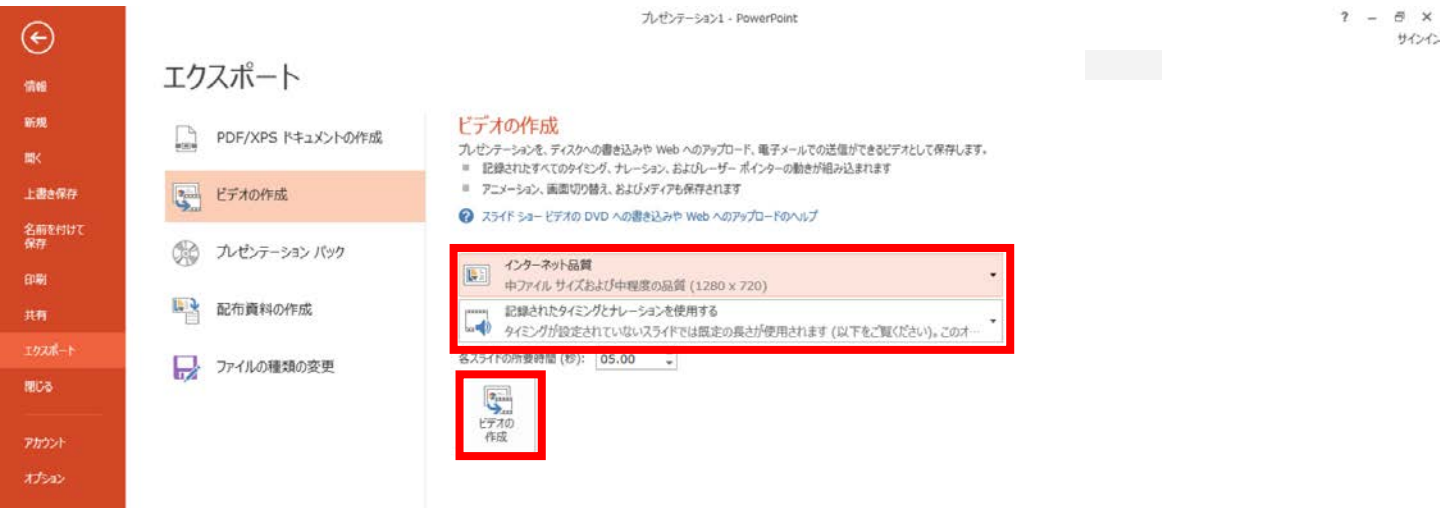 プレゼンテーション1 - PowerPoint
?
サインイン
情報
新規
開く
上書き保存
名前を付けて
保存
印刷
共有
エクスポート
閉じる
アカウント
オプション
エクスポート
PDF/XPS ドキュメントの作成
ビデオの作成
プレゼンテーション パック
配布資料の作成
ファイルの種類の変更
ビデオの作成
プレゼンテーションを、ディスクへの書き込みや Web へのアップロード、電子メールでの送信ができるビデオとして保存します。
記録されたすべてのタイミング、ナレーション、およびレーザー ポインターの動きが組み込まれます
アニメーション、画面切り替え、およびメディアも保存されます
スライド ショー ビデオの DVD への書き込みや Web へのアップロードのヘルプ
インターネット品質
中ファイル サイズおよび中程度の品質 (1280 x 720)
記録されたタイミングとナレーションを使用する
タイミングが設定されていないスライドでは既定の長さが使用されます (以下をご覧ください)。このオ…
各スライドの所要時間 (秒): 05.00
ビデオの
作成